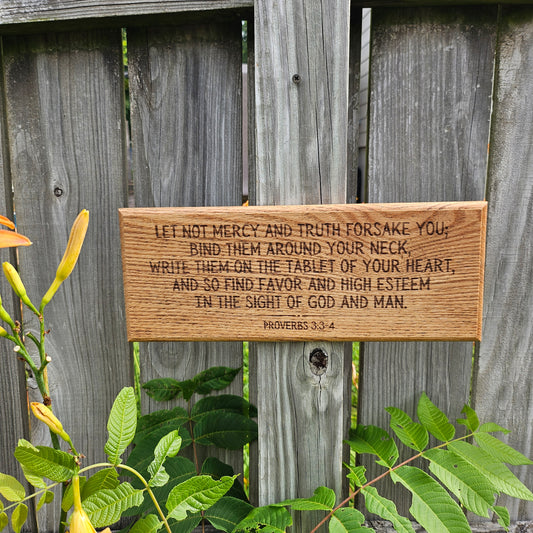 LET NOT MERCY AND TRUTH FORSAKE YOU;
BIND THEM AROUND YOUR NECK,
WRITE THEM ON THE TABLET OF YOUR HEART,
AND SO FIND FAVOR AND HIGH ESTEEM
IN THE SIGHT OF GOD AND MAN.
PROVERBS 3:3-4